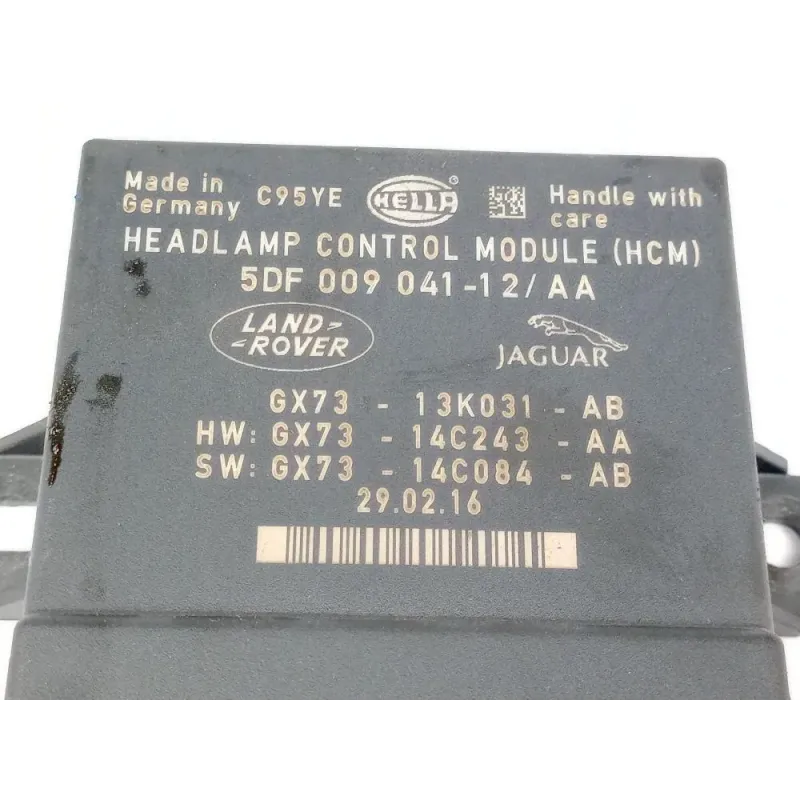 Made in
Germany
C95YE
HELLA
Handle with
care
HEADLAMP CONTROL MODULE (HCM)
5DF 009 041-12/AA
LAND
ROVER
JAGUAR
GX73 - 13K031 - AB
HW: GX73 - 14C243 - AA
SW: GX73 - 14C084 - AB
29.02.16